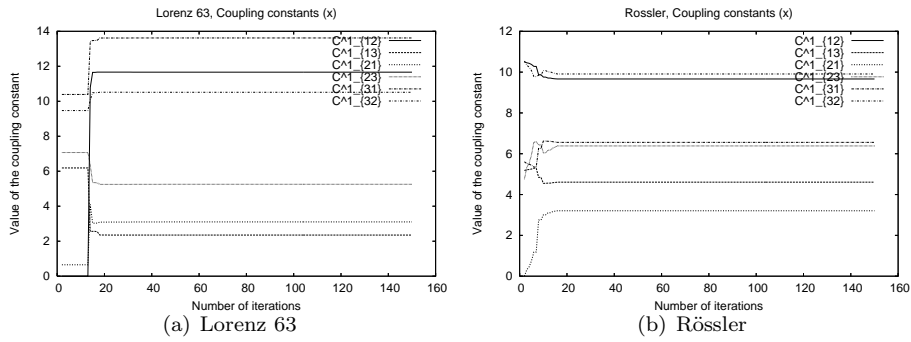 Lorenz 63, Coupling constants (x)
14
12
10
8
6
4
2
0
Value of the coupling constant
C^1_{12}
C^1_{13}
C^1_{21}
C^1_{23}
C^1_{31}
C^1_{32}
0 20 40 60 80 100 120 140 160
Number of iterations
(a) Lorenz 63
Rossler, Coupling constants (x)
12
10
8
6
4
2
0
Value of the coupling constant
C^1_{12}
C^1_{13}
C^1_{21}
C^1_{23}
C^1_{31}
C^1_{32}
0 20 40 60 80 100 120 140 160
Number of iterations
(b) Rössler